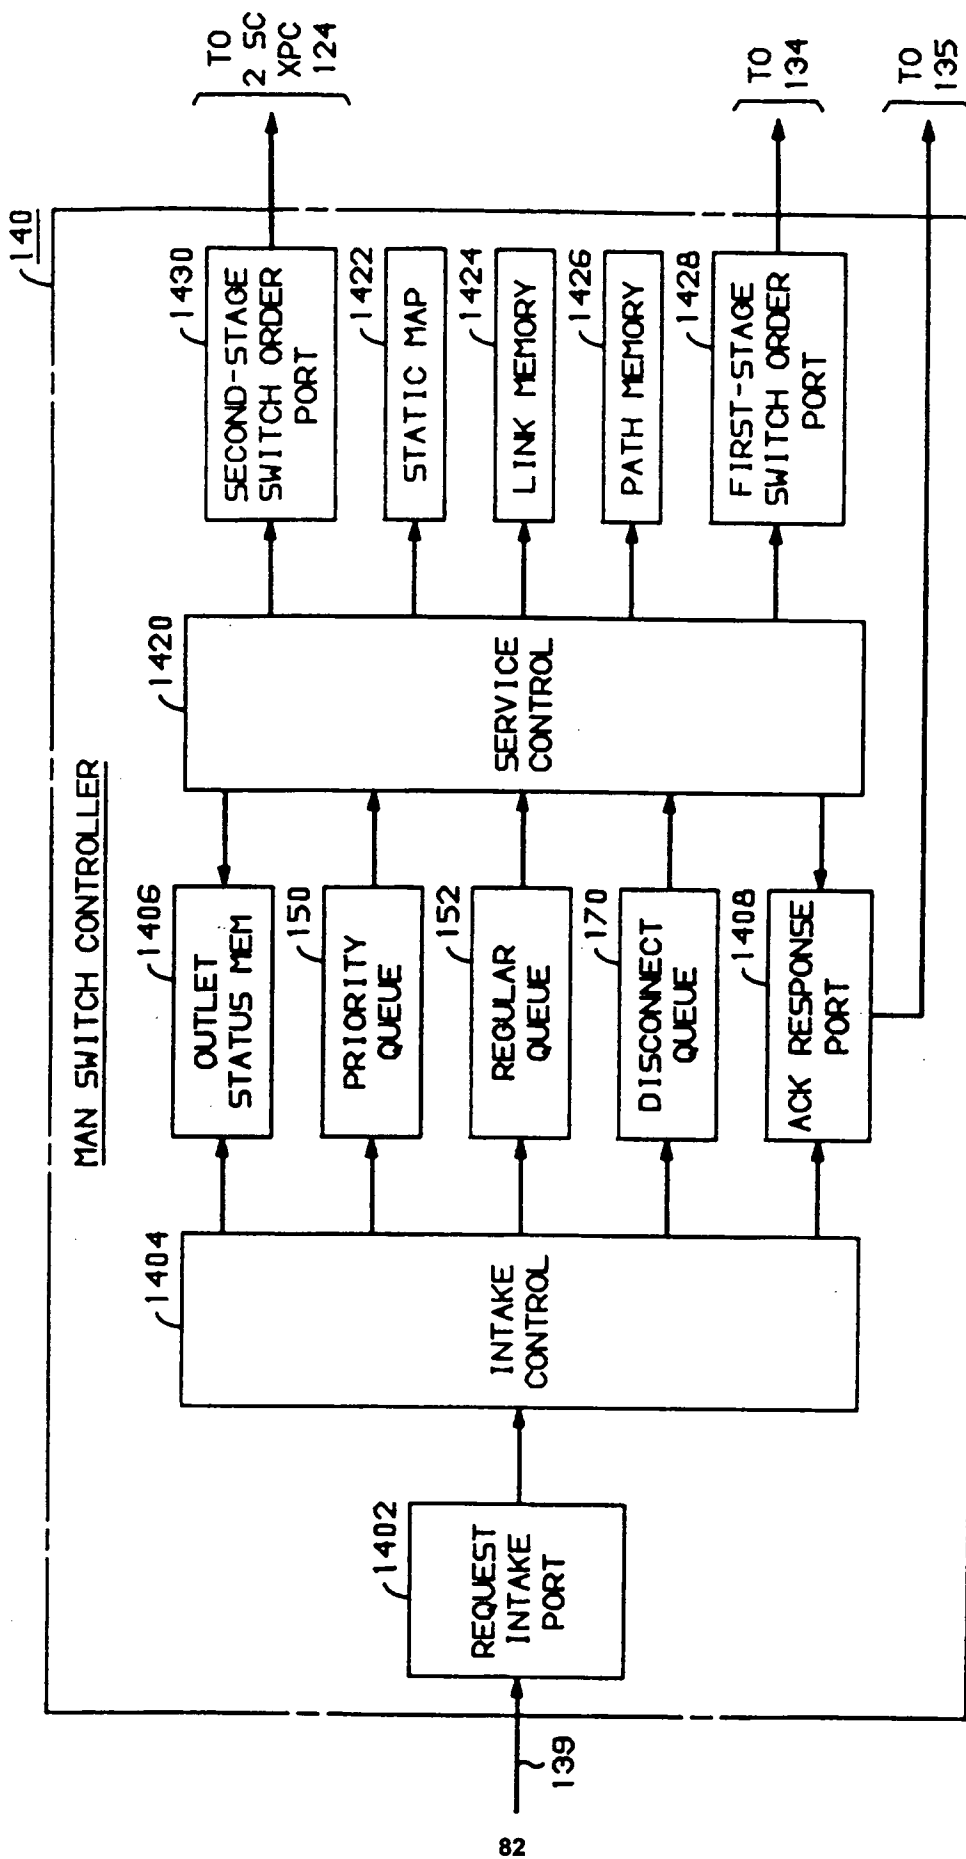 MAN SWITCH CONTROLLER
140
139
1402
REQUEST
INTAKE
PORT
1404
INTAKE
CONTROL
1406
OUTLET
STATUS MEM
150
PRIORITY
QUEUE
152
REGULAR
QUEUE
170
DISCONNECT
QUEUE
1408
ACK RESPONSE
PORT
1420
SERVICE
CONTROL
1430
SECOND-STAGE
SWITCH ORDER
PORT
1422
STATIC MAP
1424
LINK MEMORY
1426
PATH MEMORY
1428
FIRST-STAGE
SWITCH ORDER
PORT
TO
2 SC
XPC
124
TO
134
TO
135
82